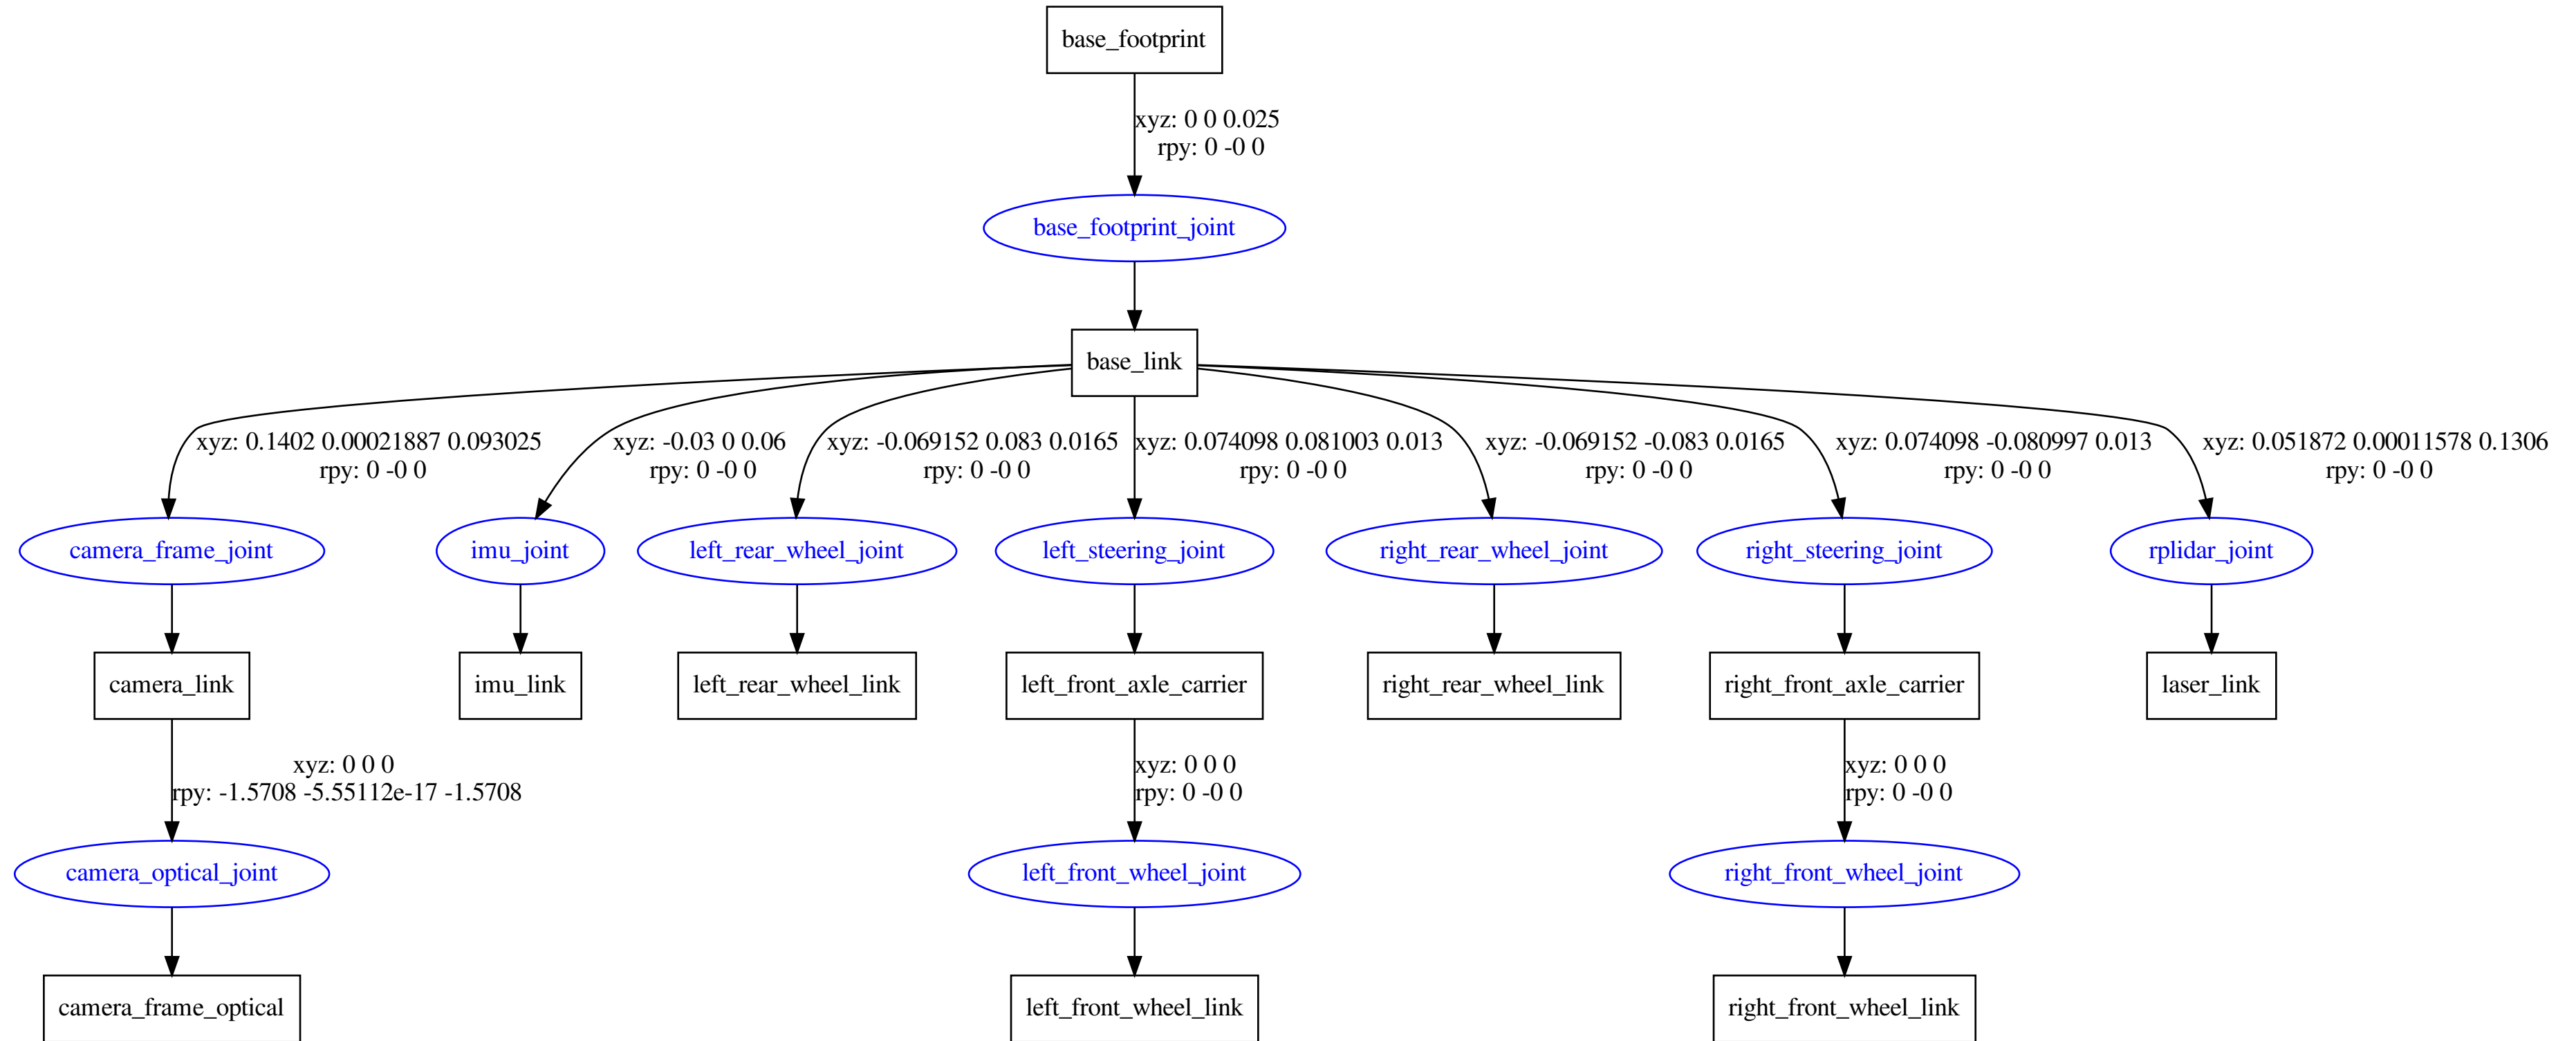 base_footprint
xyz: 0 0 0.025
rpy: 0 -0 0
base_footprint_joint
base_link
xyz: 0.1402 0.00021887 0.093025
rpy: 0 -0 0
xyz: -0.03 0 0.06
rpy: 0 -0 0
xyz: -0.069152 0.083 0.0165
rpy: 0 -0 0
xyz: 0.074098 0.081003 0.013
rpy: 0 -0 0
xyz: -0.069152 -0.083 0.0165
rpy: 0 -0 0
xyz: 0.074098 -0.080997 0.013
rpy: 0 -0 0
xyz: 0.051872 0.00011578 0.1306
rpy: 0 -0 0
camera_frame_joint
imu_joint
left_rear_wheel_joint
left_steering_joint
right_rear_wheel_joint
right_steering_joint
rplidar_joint
camera_link
imu_link
left_rear_wheel_link
left_front_axle_carrier
right_rear_wheel_link
right_front_axle_carrier
laser_link
xyz: 0 0 0
rpy: -1.5708 -5.55112e-17 -1.5708
xyz: 0 0 0
rpy: 0 -0 0
xyz: 0 0 0
rpy: 0 -0 0
camera_optical_joint
left_front_wheel_joint
right_front_wheel_joint
camera_frame_optical
left_front_wheel_link
right_front_wheel_link